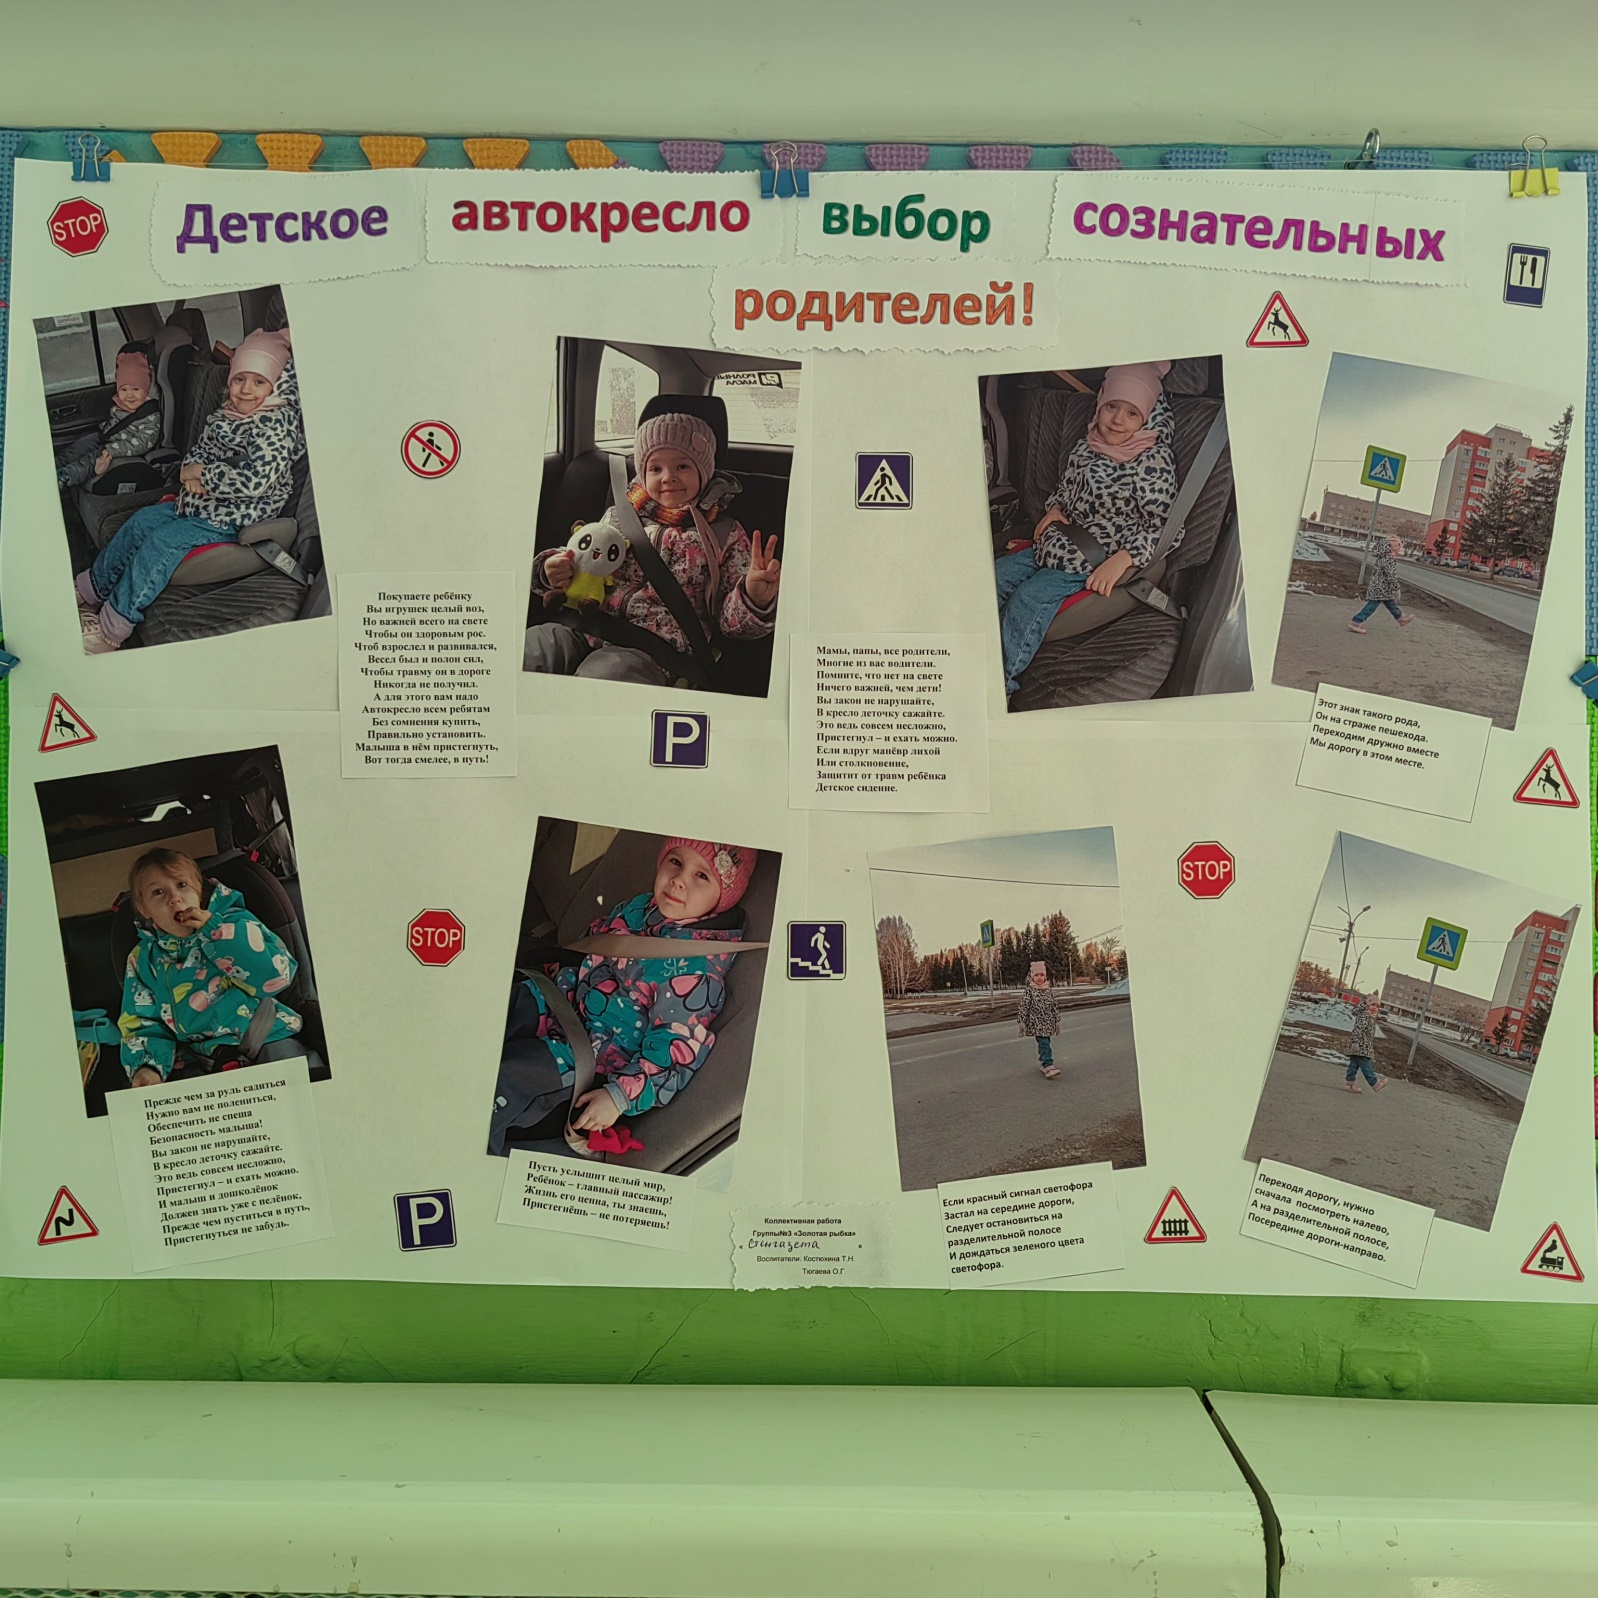 STOP
Детское автокресло выбор сознательных
родителей!
Покупаете ребёнку
Вы игрушек целый воз,
Но важней всего на свете
Чтобы он здоровым рос.
Чтоб взрослел и развивался,
Весел был и полон сил,
Чтобы травму он в дороге
Никогда не получил.
А для этого вам надо
Автокресло всем ребятам
Без сомнения купить,
Правильно установить.
Малыша в нём пристегнуть,
Вот тогда смелее, в путь!
Мамы, папы, все родители,
Многие из вас водители.
Помните, что нет на свете
Ничего важней, чем дети!
Вы закон не нарушайте,
В кресло деточку сажайте.
Это ведь совсем несложно,
Пристегнул – и ехать можно.
Если вдруг манёвр лихой
Или столкновение,
Защитит от травм ребёнка
Детское сидение.
Этот знак такого рода,
Он на страже пешехода.
Переходим дружно вместе
Мы дорогу в этом месте.
P
STOP
STOP
Прежде чем за руль садиться
Нужно вам не полениться,
Обеспечить не спеша
Безопасность малыша!
Вы закон не нарушайте,
В кресло деточку сажайте.
Это ведь совсем несложно,
Пристегнул – и ехать можно.
И малыш и дошколёнок
Должен знать уже с пелёнок,
Прежде чем пуститься в путь,
Пристегнуться не забудь.
P
Пусть услышит целый мир,
Ребёнок – главный пассажир!
Жизнь его ценна, ты знаешь,
Пристегнёшь – не потеряешь!
Коллективная работа
Группы№3 «Золотая рыбка»
Стенгазета
Воспитатели: Костюхина Т.Н.
Тюгаева О.Г.
Если красный сигнал светофора
Застал на середине дороги,
Следует остановиться на
разделительной полосе
И дождаться зеленого цвета
светофора.
Переходя дорогу, нужно
сначала посмотреть налево,
А на разделительной полосе,
Посередине дороги-направо.